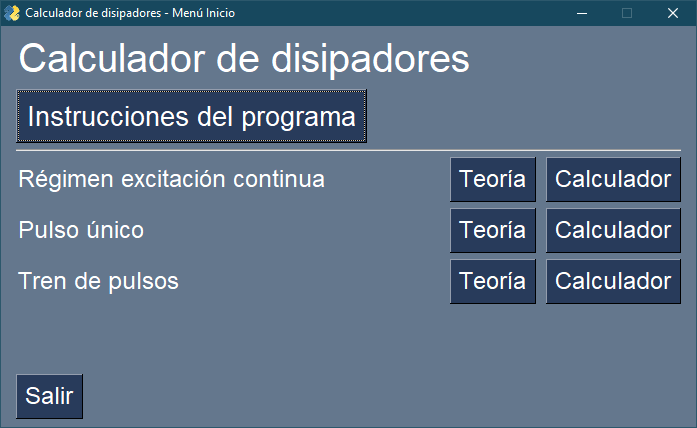 Calculador de disipadores - Menú Inicio
Calculador de disipadores
Instrucciones del programa
Régimen excitación continua Teoría Calculador
Pulso único Teoría Calculador
Tren de pulsos Teoría Calculador
Salir